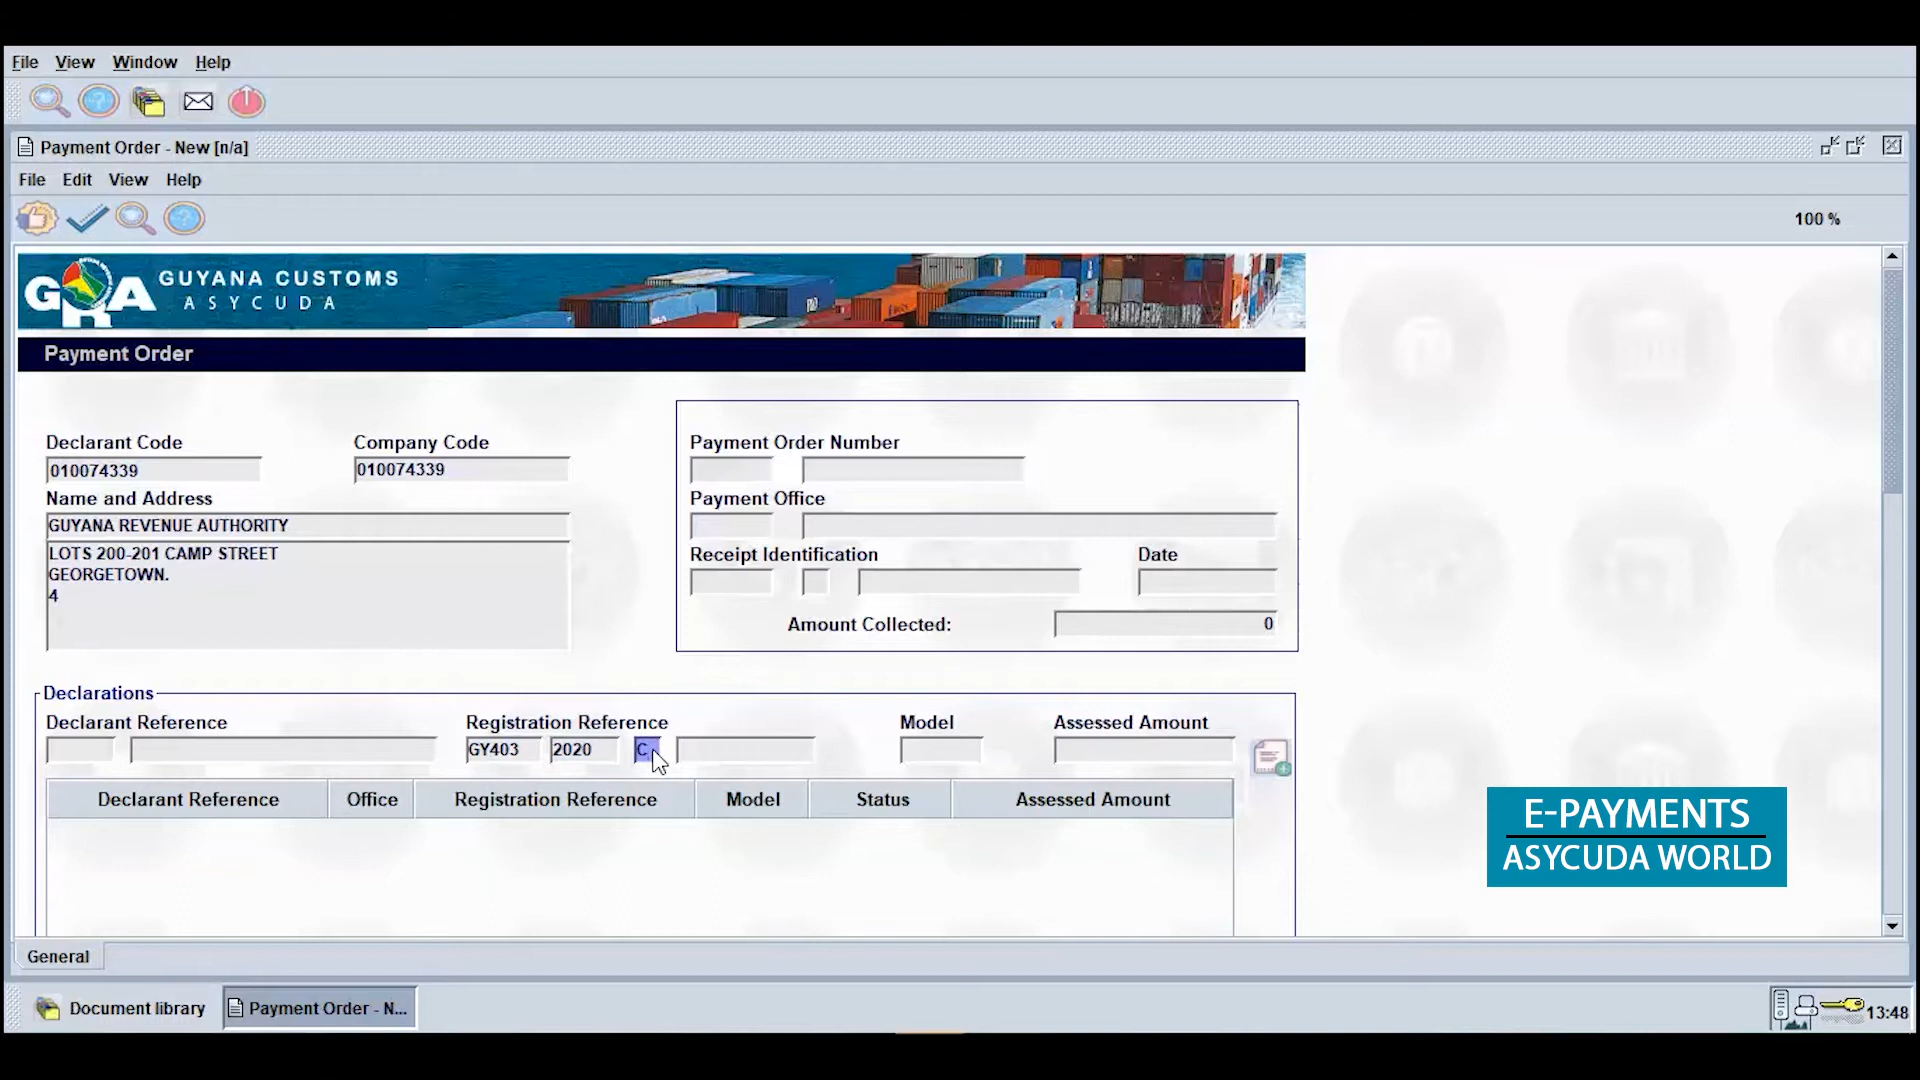 File View Window Help
Payment Order - New [n/a]
File Edit View Help
100 %
GRA GUYANA CUSTOMS
ASYCUDA
Payment Order
Declarant Code Company Code
010074339 010074339
Name and Address
GUYANA REVENUE AUTHORITY
LOTS 200-201 CAMP STREET
GEORGETOWN.
4
Payment Order Number
Payment Office
Receipt Identification Date
Amount Collected: 0
Declarations
Declarant Reference Registration Reference Model Assessed Amount
GY403 2020 C
Declarant Reference Office Registration Reference Model Status Assessed Amount
E-PAYMENTS
ASYCUDA WORLD
General
Document library Payment Order - N... 13:48